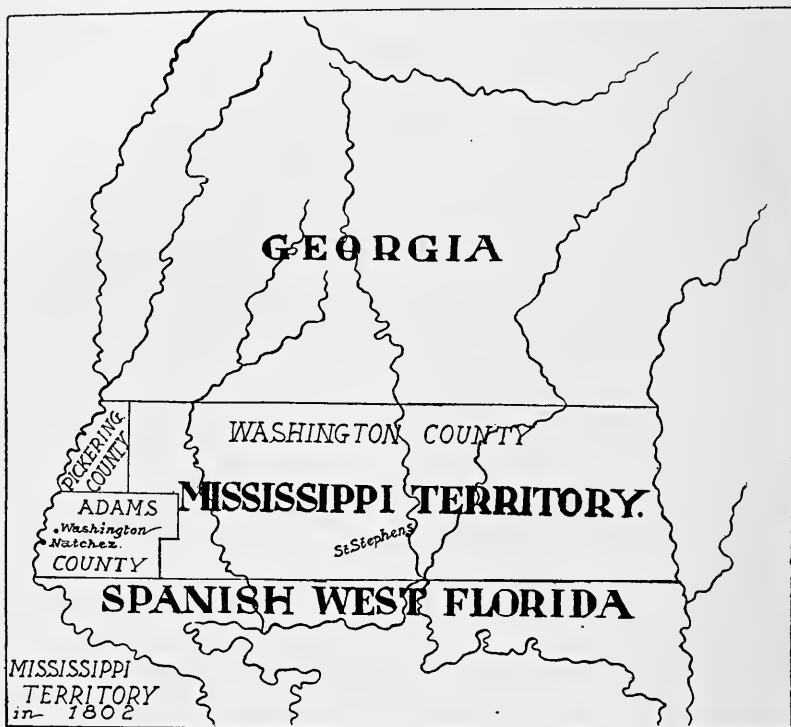 GEORGIA
WASHINGTON COUNTY
PICKERING
COUNTY
MISSISSIPPI TERRITORY.
ADAMS
Washington
Natchez.
COUNTY
St Stephens
SPANISH WEST FLORIDA
MISSISSIPPI
TERRITORY
in 1802